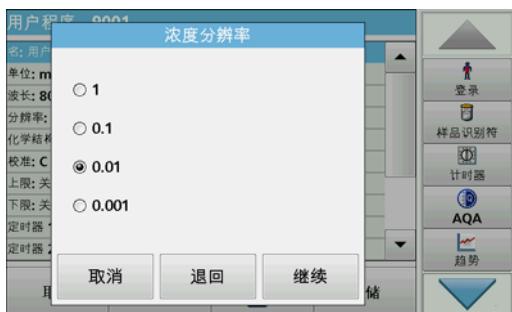 用户程序 9001
浓度分辨率
名: 用户
单位: m
波长: 80
分辨率:
化学结构
校准: C
上限: 关
下限: 关
定时器
定时器
1
0.1
0.01
0.001
取消
退回
继续
储
登录
样品识别符
计时器
AQA
趋势